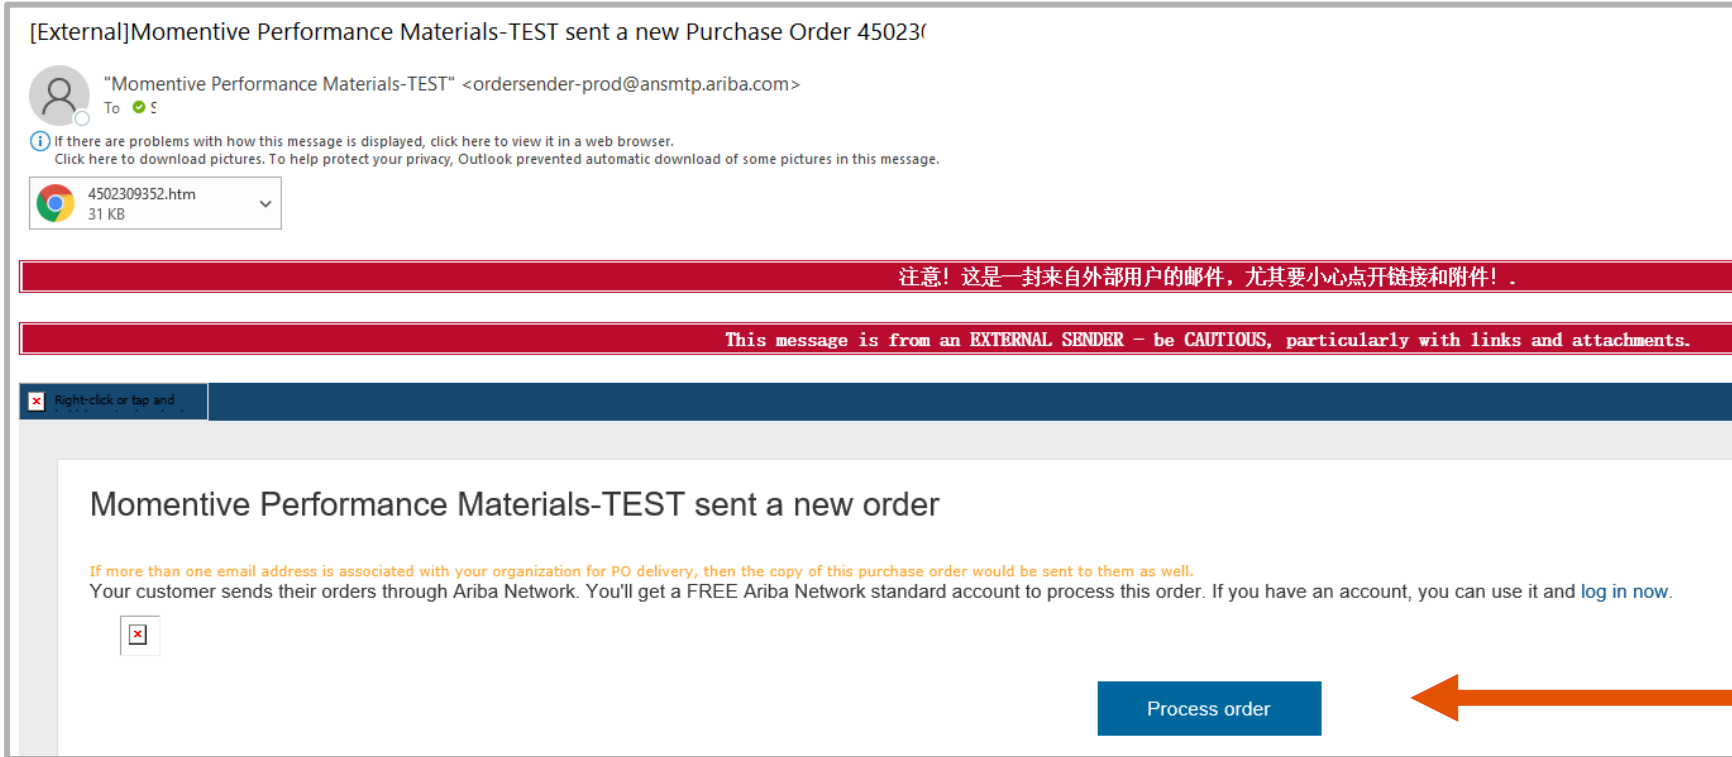 [External]Momentive Performance Materials-TEST sent a new Purchase Order 45023
"Momentive Performance Materials-TEST" <ordersender-prod@ansmtp.ariba.com>
To
If there are problems with how this message is displayed, click here to view it in a web browser.
Click here to download pictures. To help protect your privacy, Outlook prevented automatic download of some pictures in this message.
4502309352.htm
31 KB
注意！这是一封来自外部用户的邮件，尤其要小心点开链接和附件！.
This message is from an EXTERNAL SENDER - be CAUTIOUS, particularly with links and attachments.
Right-click or tap and
Momentive Performance Materials-TEST sent a new order
If more than one email address is associated with your organization for PO delivery, then the copy of this purchase order would be sent to them as well.
Your customer sends their orders through Ariba Network. You'll get a FREE Ariba Network standard account to process this order. If you have an account, you can use it and log in now.
Process order